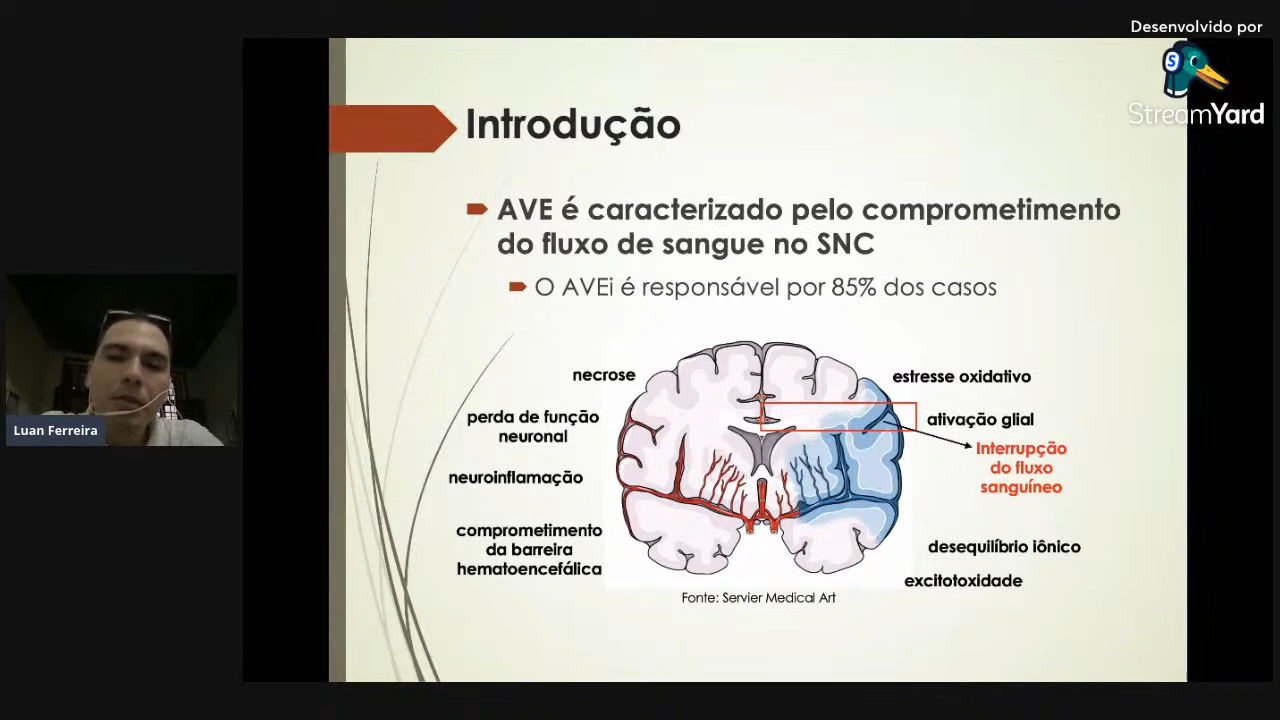 Desenvolvido por
StreamYard
Introdução
AVE é caracterizado pelo comprometimento
do fluxo de sangue no SNC
O AVEi é responsável por 85% dos casos
necrose
perda de função
neuronal
neuroinflamação
comprometimento
da barreira
hematoencefálica
estresse oxidativo
ativação glial
Interrupção
do fluxo
sanguíneo
desequilíbrio iônico
excitotoxidade
Fonte: Servier Medical Art
Luan Ferreira